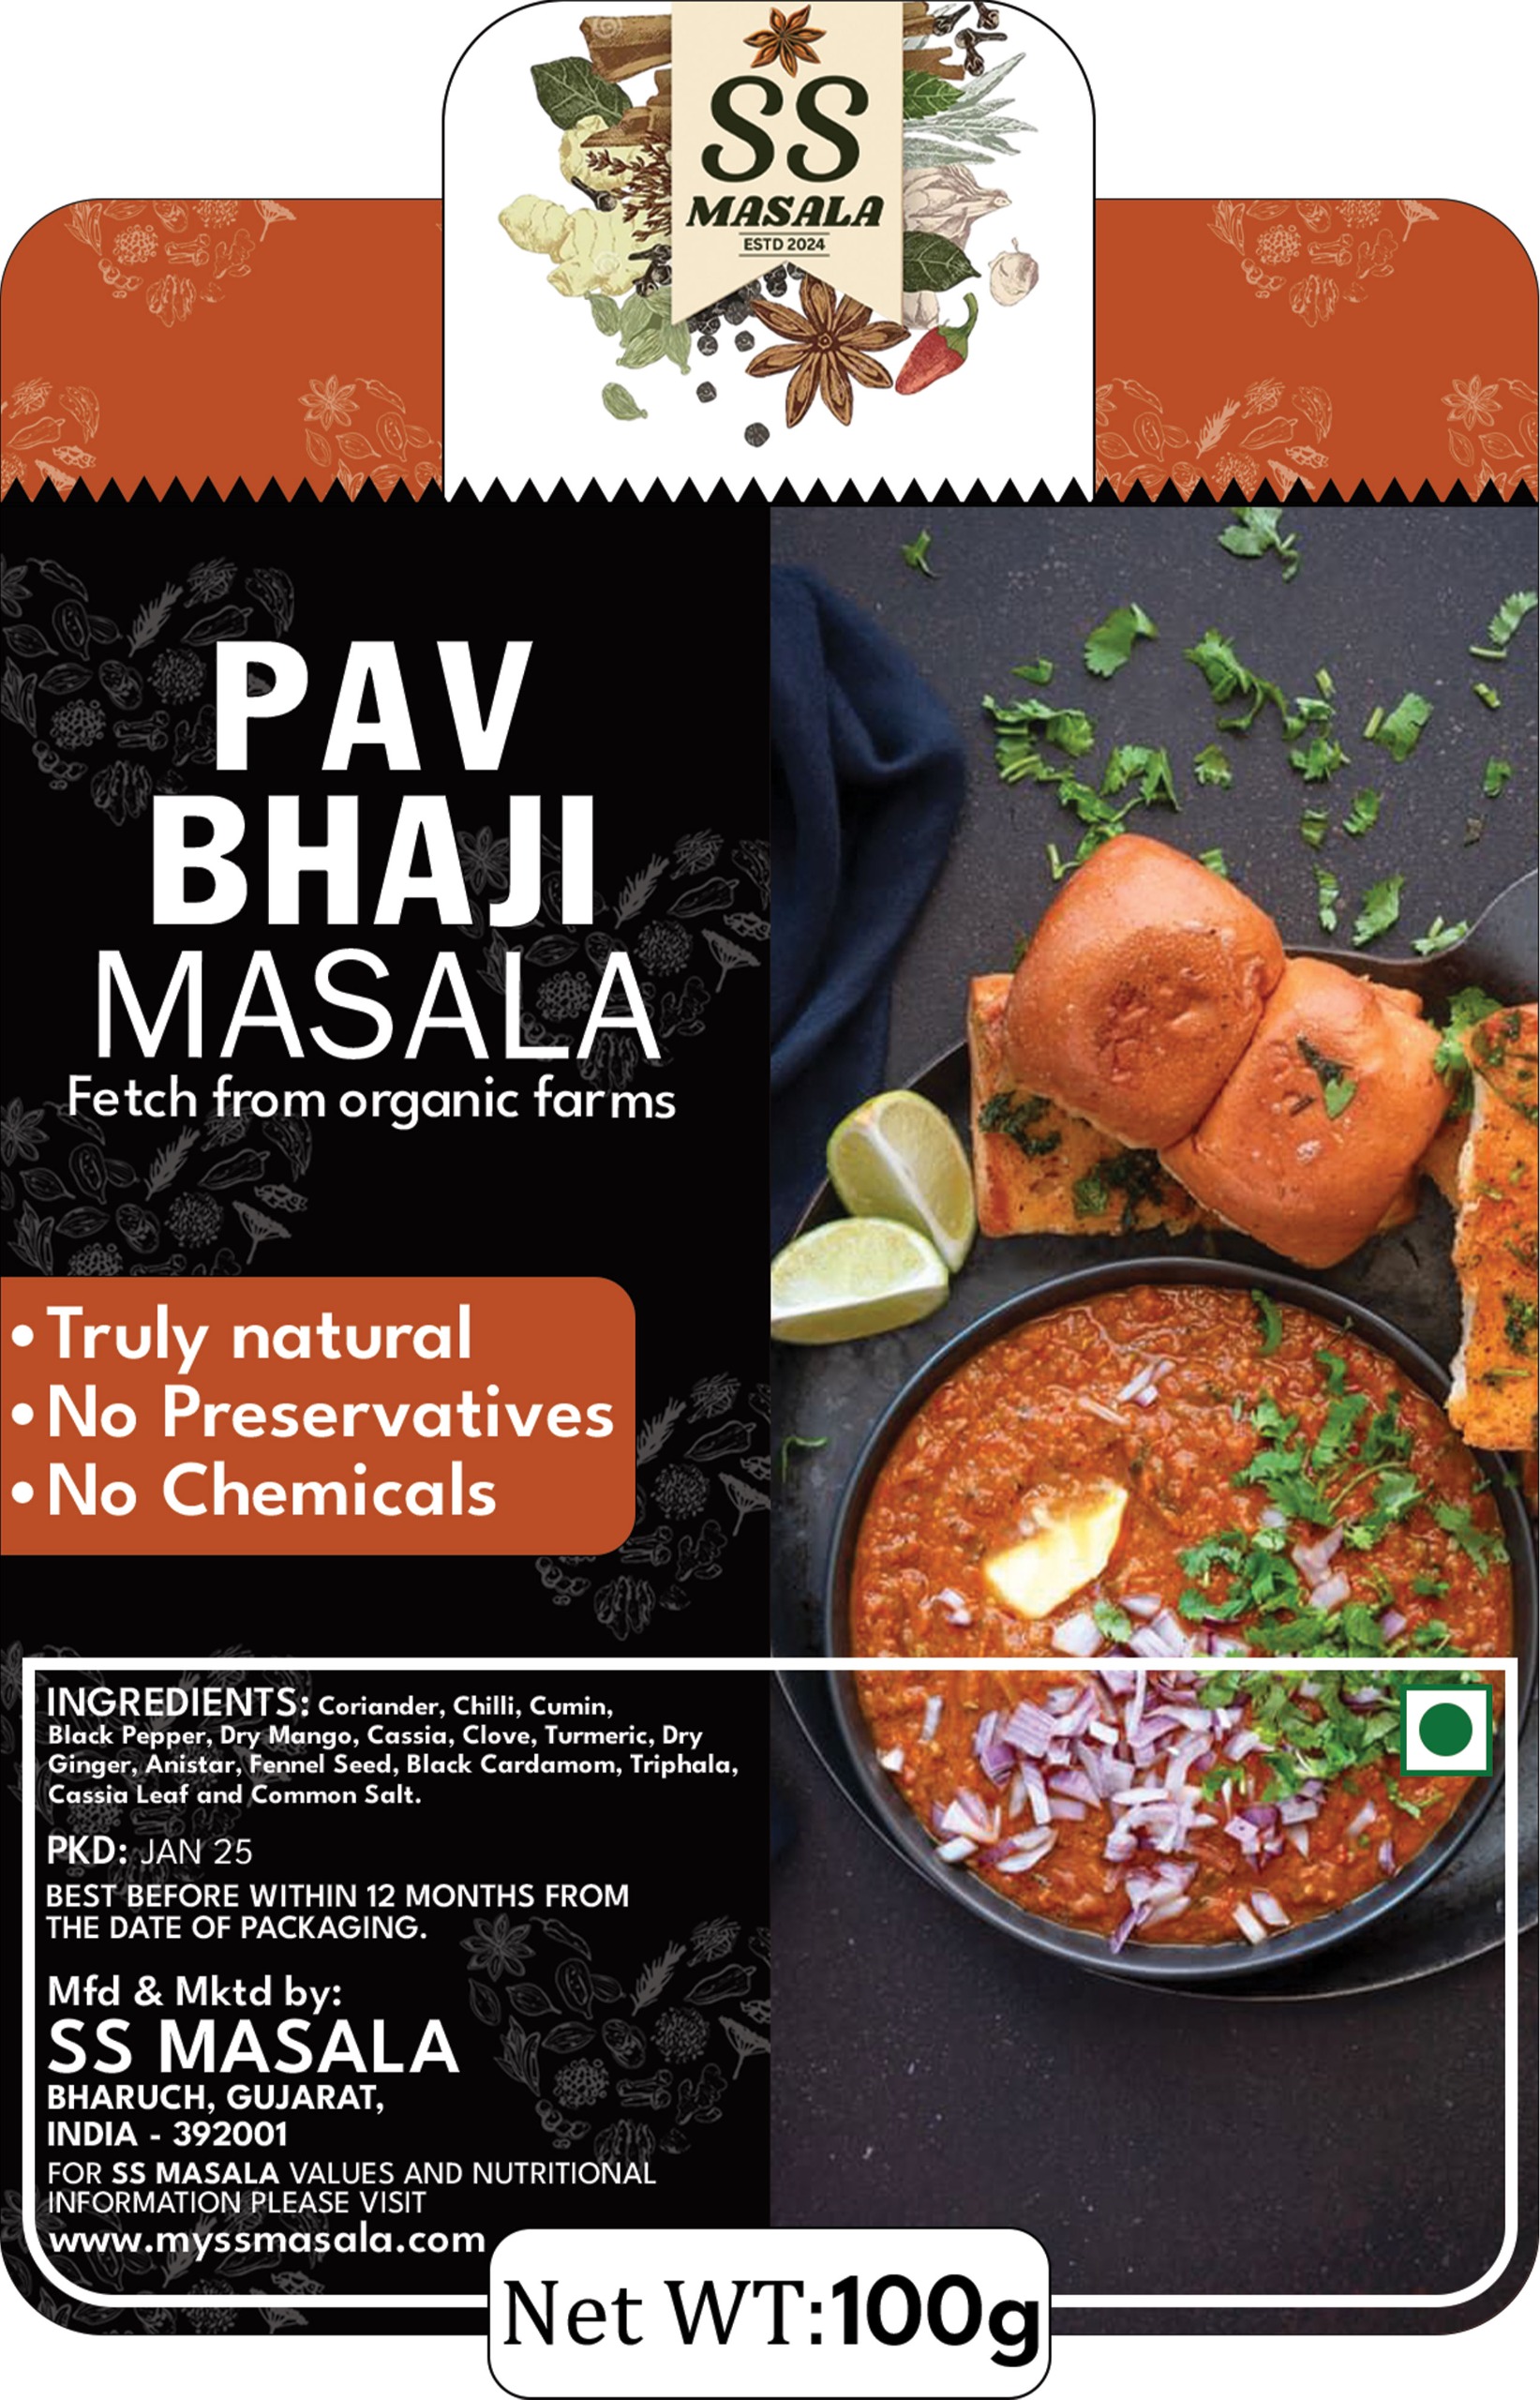 SS
MASALA
ESTD 2024
PAV
BHAJI
MASALA
Fetch from organic farms
• Truly natural
• No Preservatives
• No Chemicals
INGREDIENTS: Coriander, Chilli, Cumin,
Black Pepper, Dry Mango, Cassia, Clove, Turmeric, Dry
Ginger, Anistar, Fennel Seed, Black Cardamom, Triphala,
Cassia Leaf and Common Salt.
PKD: JAN 25
BEST BEFORE WITHIN 12 MONTHS FROM
THE DATE OF PACKAGING.
Mfd & Mktd by:
SS MASALA
BHARUCH, GUJARAT,
INDIA - 392001
FOR SS MASALA VALUES AND NUTRITIONAL
INFORMATION PLEASE VISIT
www.myssmasala.com
Net WT:100g